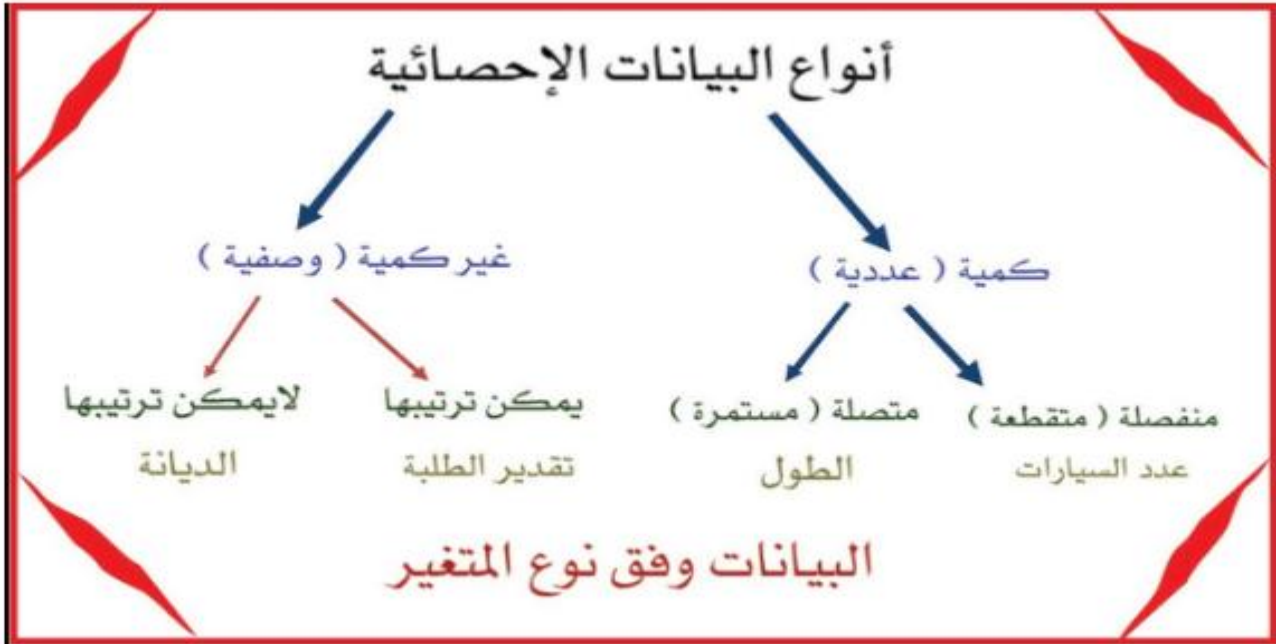 أنواع البيانات الإحصائية
كمية ( عددية )
غير كمية ( وصفية )
منفصلة ( متقطعة )
متصلة ( مستمرة )
يمكن ترتيبها
لايمكن ترتيبها
عدد السيارات
الطول
تقدير الطلبة
الديانة
البيانات وفق نوع المتغير